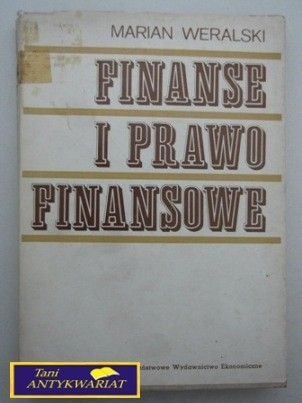 MARIAN WERALSKI
FINANSE
I PRAWO
FINANSOWE
Wydawnictwo Ekonomiczne
Tani
ANTYKWARIAT